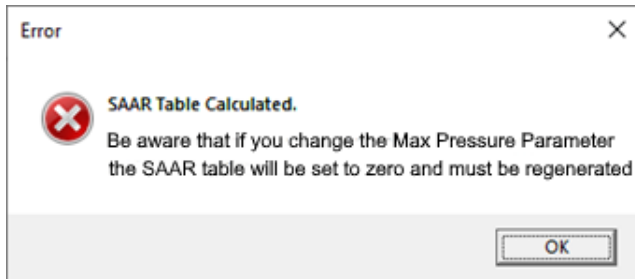 Error
SAAR Table Calculated.
Be aware that if you change the Max Pressure Parameter
the SAAR table will be set to zero and must be regenerated
OK